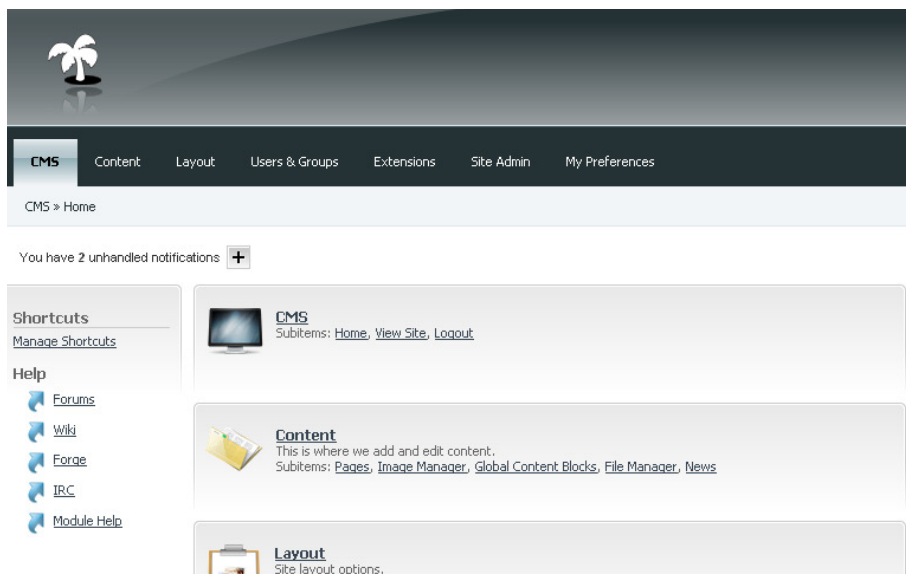 CMS Content Layout Users & Groups Extensions Site Admin My Preferences
CMS » Home
You have 2 unhandled notifications +
Shortcuts
Manage Shortcuts
Help
Forums
Wiki
Forge
IRC
Module Help
CMS
Subitems: Home, View Site, Logout
Content
This is where we add and edit content.
Subitems: Pages, Image Manager, Global Content Blocks, File Manager, News
Layout
Site layout options.